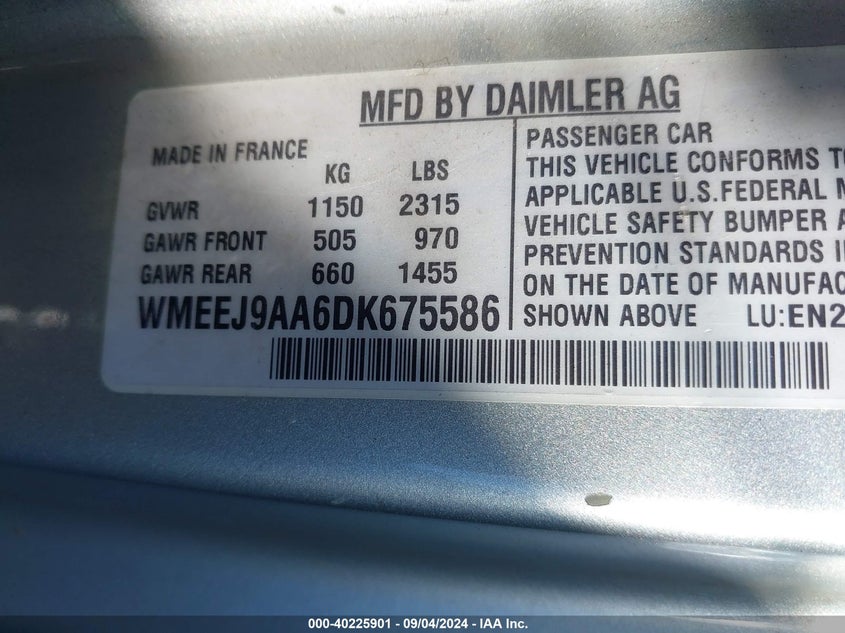 MFD BY DAIMLER AG
MADE IN FRANCE
KG LBS
GVWR 1150 2315
GAWR FRONT 505 970
GAWR REAR 660 1455
WMEEJ9AA6DK675586
PASSENGER CAR
THIS VEHICLE CONFORMS TO
APPLICABLE U.S.FEDERAL M
VEHICLE SAFETY BUMPER A
PREVENTION STANDARDS I
ON THE DATE OF MANUFAC
SHOWN ABOVE LU:EN2
000-40225901 - 09/04/2024 - IAA Inc.